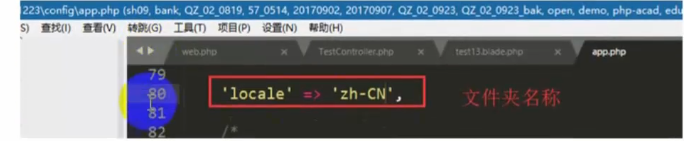 223\config\app.php (sh09, bank, QZ_02_0819, 57_0514, 20170902, 20170907, QZ_02_0923, QZ_02_0923_bak, open, demo, php-acad, edu
S) 查找(I) 查看(V) 转跳(G) 工具(T) 项目(P) 设置(N) 帮助(H)
web.php × TestController.php × test13.blade.php × app.php
79
80 'locale' => 'zh-CN', 文件夹名称
81
82 /*